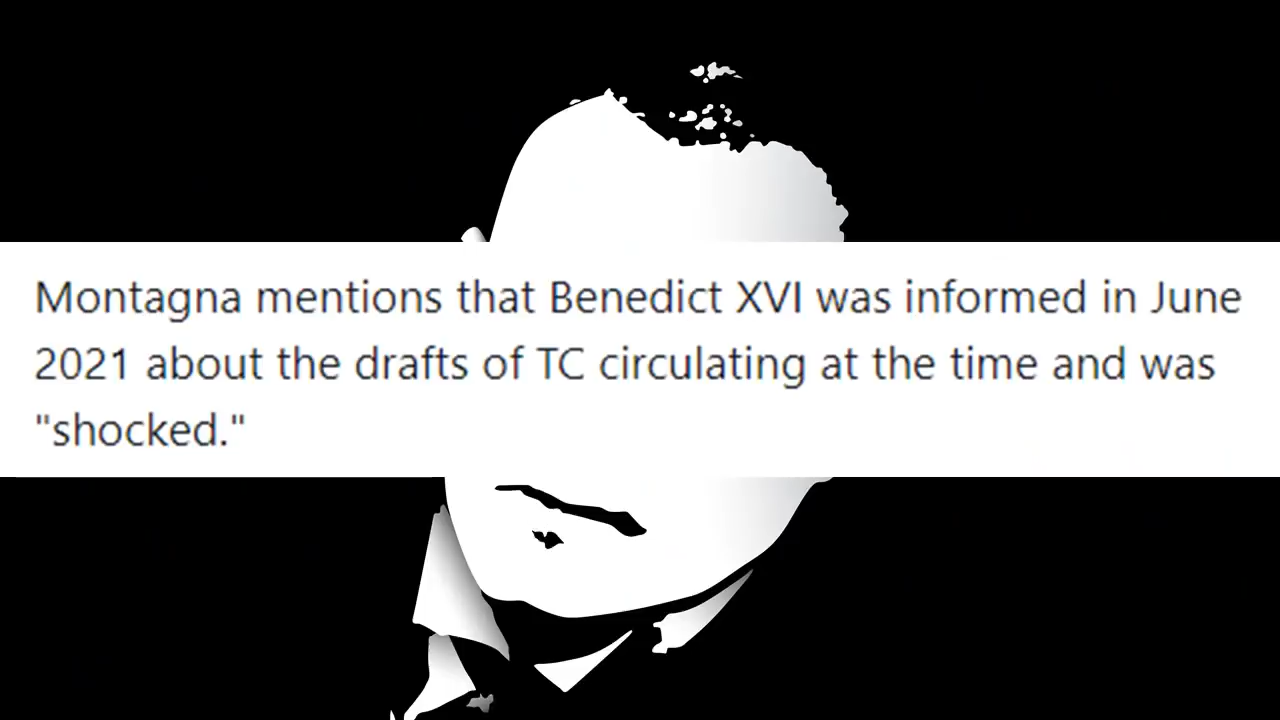 Montagna mentions that Benedict XVI was informed in June
2021 about the drafts of TC circulating at the time and was
"shocked."